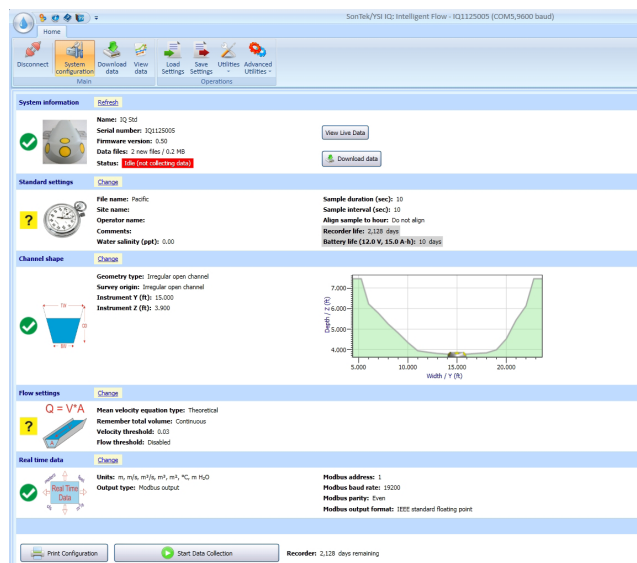 SonTek/YSI IQ: Intelligent Flow - IQ1125005 (COM5,9600 baud)
Home
Disconnect
System configuration
Download data
View data
Load Settings
Save Settings
Utilities
Advanced Utilities
Main
Operations
System information
Refresh
Name: IQ Std
Serial number: IQ1125005
Firmware version: 0.50
Data files: 2 new files / 0.2 MB
Status: Idle (not collecting data)
View Live Data
Download data
Standard settings
Change
File name: Pacific
Site name:
Operator name:
Comments:
Water salinity (ppt): 0.00
Sample duration (sec): 10
Sample interval (sec): 10
Align sample to hour: Do not align
Recorder life: 2,128 days
Battery life (12.0 V, 15.0 A-h): 10 days
Channel shape
Change
Geometry type: Irregular open channel
Survey origin: Irregular open channel
Instrument Y (ft): 15.000
Instrument Z (ft): 3.900
Depth / Z (ft)
7.000
6.000
5.000
4.000
5.000 10.000 15.000 20.000
Width / Y (ft)
Flow settings
Change
Q = V*A
A
Mean velocity equation type: Theoretical
Remember total volume: Continuous
Velocity threshold: 0.03
Flow threshold: Disabled
Real time data
Change
Real Time Data
Units: m, m/s, m³/s, m³, m², °C, m H₂O
Output type: Modbus output
Modbus address: 1
Modbus baud rate: 19200
Modbus parity: Even
Modbus output format: IEEE standard floating point
Print Configuration
Start Data Collection
Recorder: 2,128 days remaining